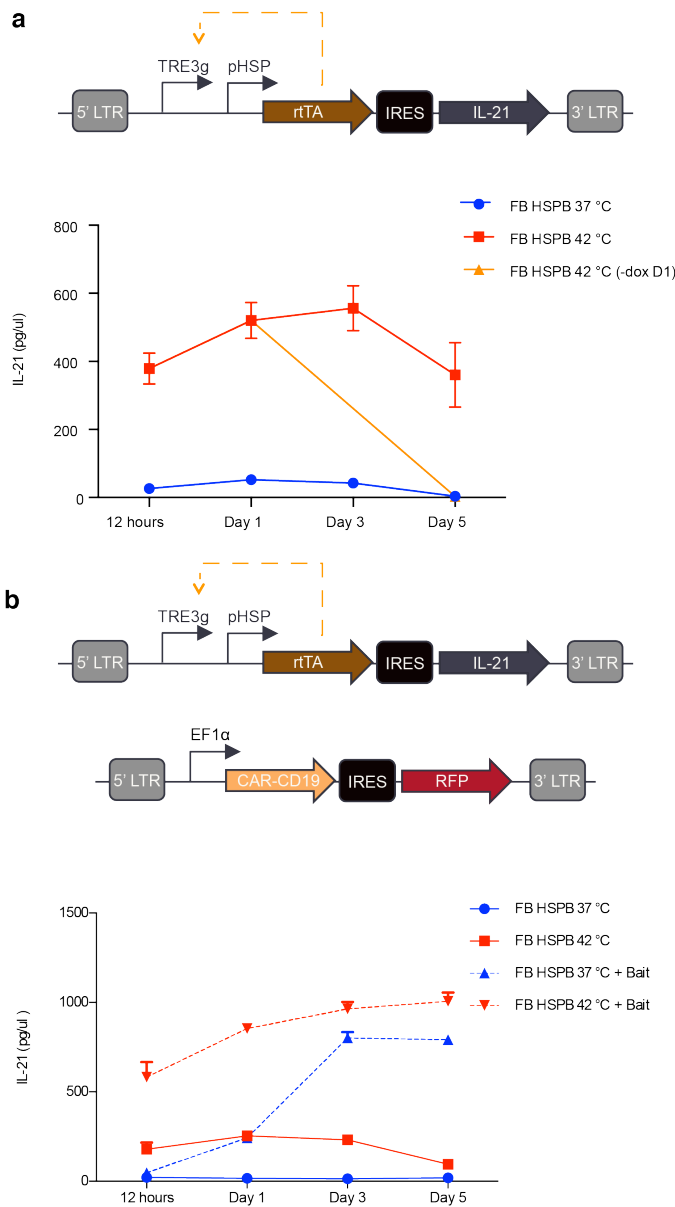 a
TRE3g pHSP
5' LTR rtTA IRES IL-21 3' LTR
FB HSPB 37 °C
FB HSPB 42 °C
FB HSPB 42 °C (-dox D1)
IL-21 (pg/ul)
800
600
400
200
0
12 hours Day 1 Day 3 Day 5
b
TRE3g pHSP
5' LTR rtTA IRES IL-21 3' LTR
EF1α
5' LTR CAR-CD19 IRES RFP 3' LTR
FB HSPB 37 °C
FB HSPB 42 °C
FB HSPB 37 °C + Bait
FB HSPB 42 °C + Bait
IL-21 (pg/ul )
1500
1000
500
0
12 hours Day 1 Day 3 Day 5